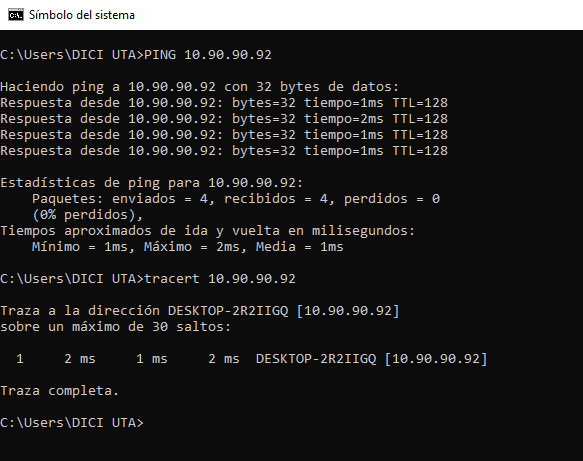 Símbolo del sistema
C:\Users\DICI UTA>PING 10.90.90.92
Haciendo ping a 10.90.90.92 con 32 bytes de datos:
Respuesta desde 10.90.90.92: bytes=32 tiempo=1ms TTL=128
Respuesta desde 10.90.90.92: bytes=32 tiempo=2ms TTL=128
Respuesta desde 10.90.90.92: bytes=32 tiempo=1ms TTL=128
Respuesta desde 10.90.90.92: bytes=32 tiempo=1ms TTL=128
Estadísticas de ping para 10.90.90.92:
    Paquetes: enviados = 4, recibidos = 4, perdidos = 0
    (0% perdidos),
Tiempos aproximados de ida y vuelta en milisegundos:
    Mínimo = 1ms, Máximo = 2ms, Media = 1ms
C:\Users\DICI UTA>tracert 10.90.90.92
Traza a la dirección DESKTOP-2R2IIGQ [10.90.90.92]
sobre un máximo de 30 saltos:
  1     2 ms     1 ms     2 ms  DESKTOP-2R2IIGQ [10.90.90.92]
Traza completa.
C:\Users\DICI UTA>